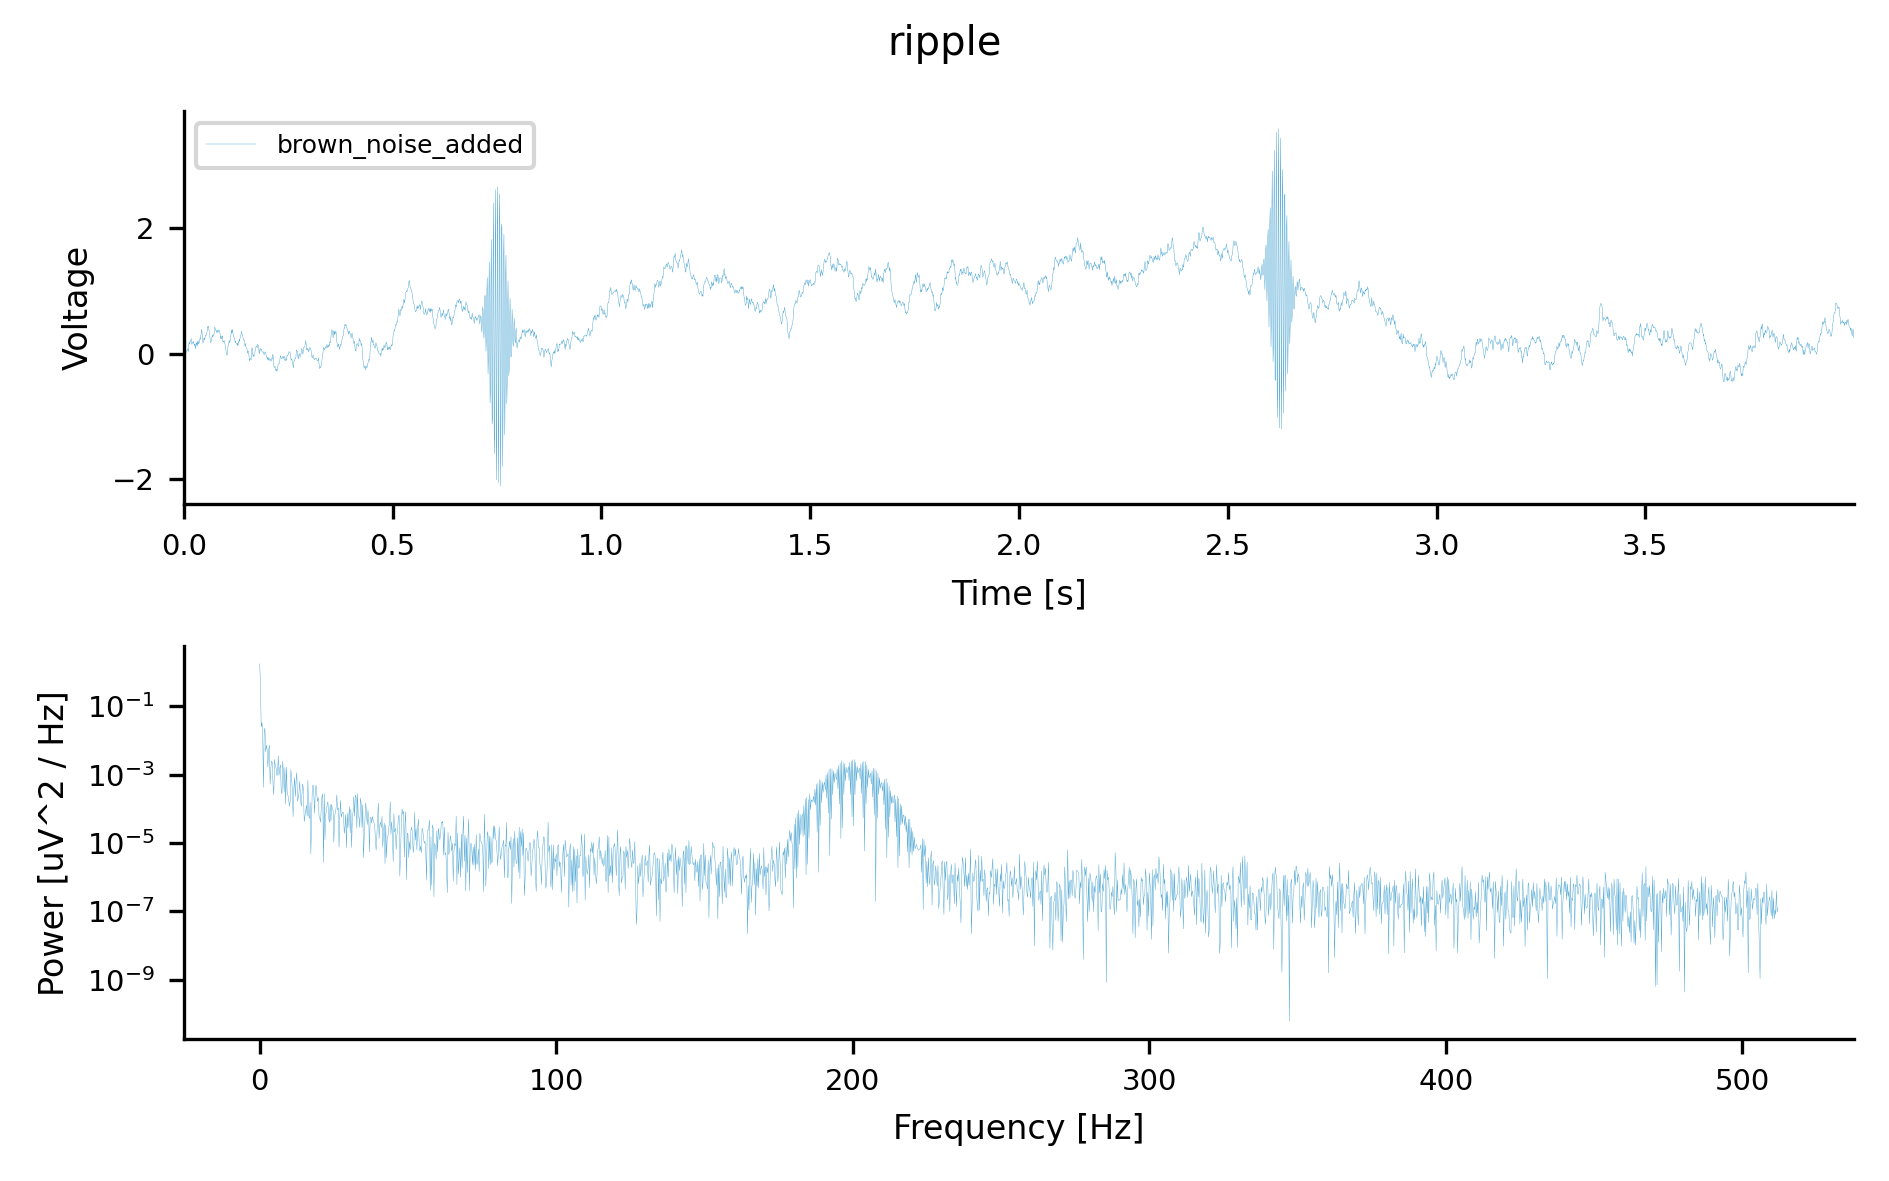 ripple
brown_noise_added
Voltage
2
0
−2
0.0 0.5 1.0 1.5 2.0 2.5 3.0 3.5
Time [s]
Power [uV^2 / Hz]
10⁻¹
10⁻³
10⁻⁵
10⁻⁷
10⁻⁹
0 100 200 300 400 500
Frequency [Hz]